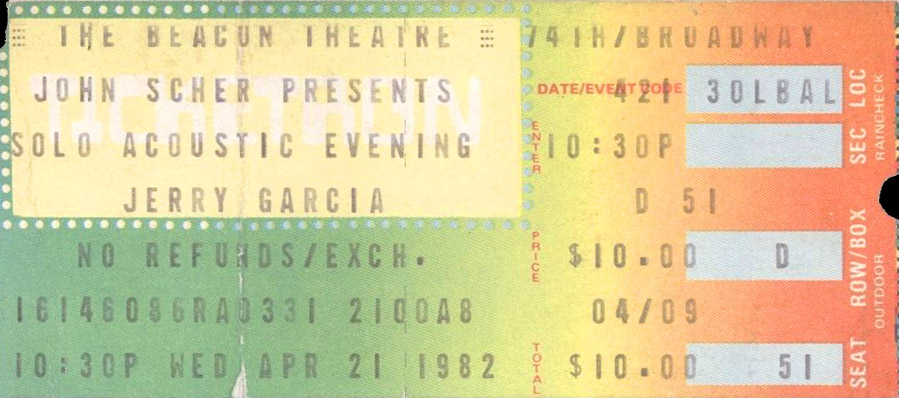 THE BEACON THEATRE 74TH/BROADWAY
TICKETRON
JOHN SCHER PRESENTS DATE/EVENT CODE 421 3OLBAL LOC
SOLO ACOUSTIC EVENING ENTER 10:30P SEC RAINCHECK
JERRY GARCIA D 51
NO REFUNDS/EXCH. PRICE $10.00 D ROW/BOX
16146086RA0331 2100A8 04/09 OUTDOOR
10:30P WED APR 21 1982 TOTAL $10.00 51 SEAT